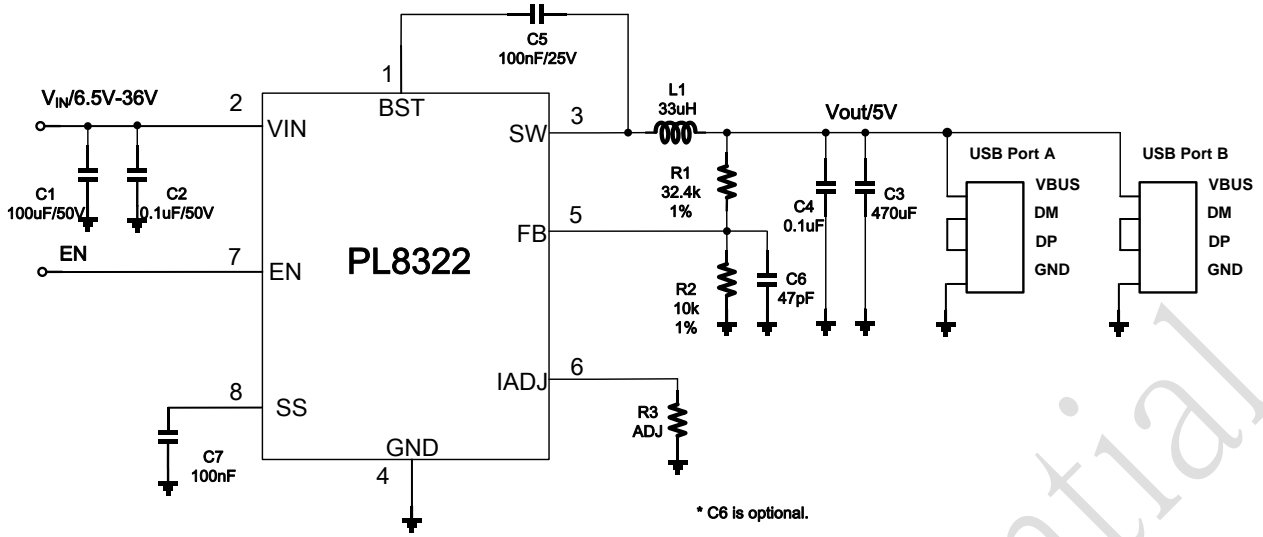 C5
100nF/25V
1
V_IN/6.5V-36V
2
VIN
BST
SW
3
L1
33uH
Vout/5V
USB Port A
USB Port B
C1
100uF/50V
C2
0.1uF/50V
R1
32.4k
1%
C4
0.1uF
C3
470uF
VBUS
DM
DP
GND
VBUS
DM
DP
GND
EN
7
EN
PL8322
FB
5
R2
10k
1%
C6
47pF
IADJ
6
R3
ADJ
8
SS
C7
100nF
GND
4
* C6 is optional.